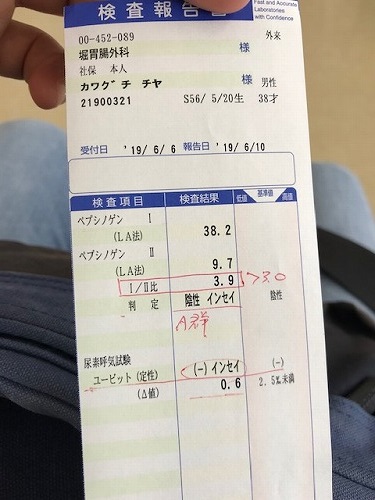 検査報告
Fast and Accurate
Laboratories
with Confidence
00-452-089
外来
堀胃腸外科
様
社保 本人
カワグチ チヤ
様
男性
21900321
S56/ 5/20生 38才
受付日 '19/ 6/ 6 報告日 '19/ 6/10
検査項目 検査結果 低値 基準値 高値
ペプシノゲン Ⅰ
(LA法) 38.2
ペプシノゲン Ⅱ
(LA法) 9.7
Ⅰ/Ⅱ比 3.9 >3.0
判 定 陰性 インセイ 陰性
A群
尿素呼気試験
ユービット(定性) (-) インセイ (-)
(Δ値) 0.6 2.5‰未満